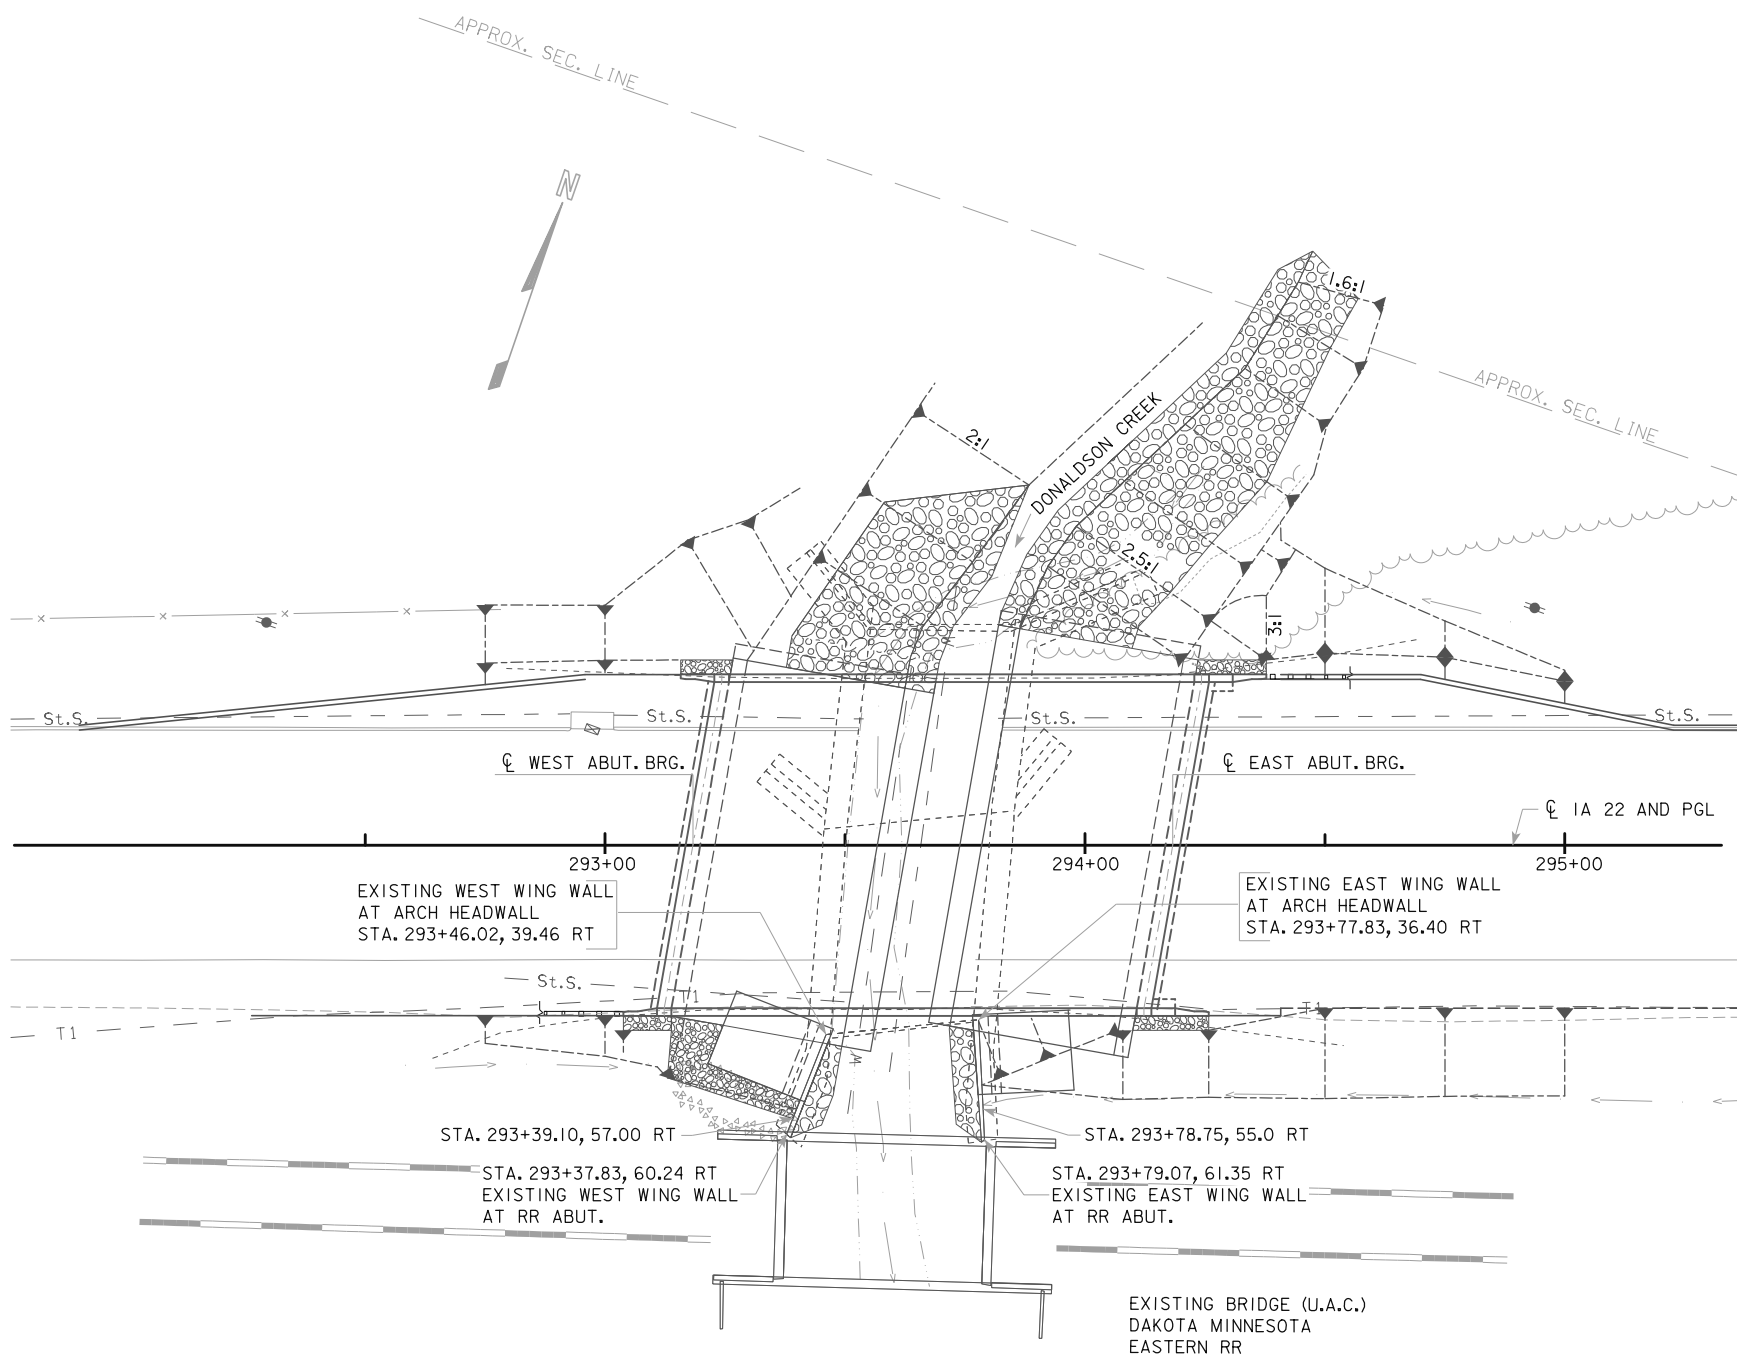 APPROX. SEC. LINE
N
1.6:1
APPROX. SEC. LINE
2:1
DONALDSON CREEK
2.5:1
3:1
St.S.
St.S.
St.S.
St.S.
℄ WEST ABUT. BRG.
℄ EAST ABUT. BRG.
℄ IA 22 AND PGL
293+00
294+00
295+00
EXISTING WEST WING WALL
AT ARCH HEADWALL
STA. 293+46.02, 39.46 RT
EXISTING EAST WING WALL
AT ARCH HEADWALL
STA. 293+77.83, 36.40 RT
St.S.
T1
T1
T1
W
STA. 293+39.10, 57.00 RT
STA. 293+78.75, 55.0 RT
STA. 293+37.83, 60.24 RT
EXISTING WEST WING WALL
AT RR ABUT.
STA. 293+79.07, 61.35 RT
EXISTING EAST WING WALL
AT RR ABUT.
EXISTING BRIDGE (U.A.C.)
DAKOTA MINNESOTA
EASTERN RR